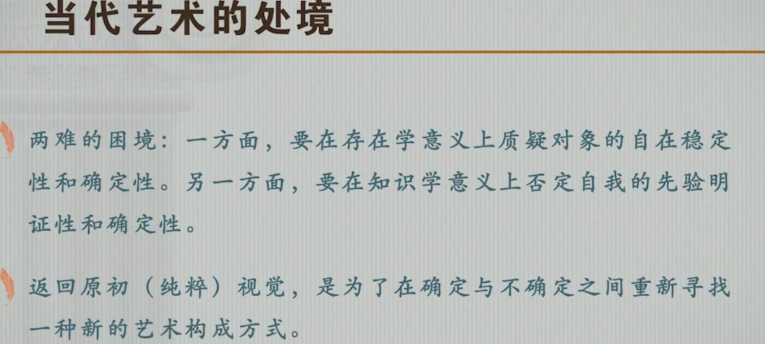 当代艺术的处境
两难的困境：一方面，要在存在学意义上质疑对象的自在稳定
性和确定性。另一方面，要在知识学意义上否定自我的先验明
证性和确定性。
返回原初（纯粹）视觉，是为了在确定与不确定之间重新寻找
一种新的艺术构成方式。